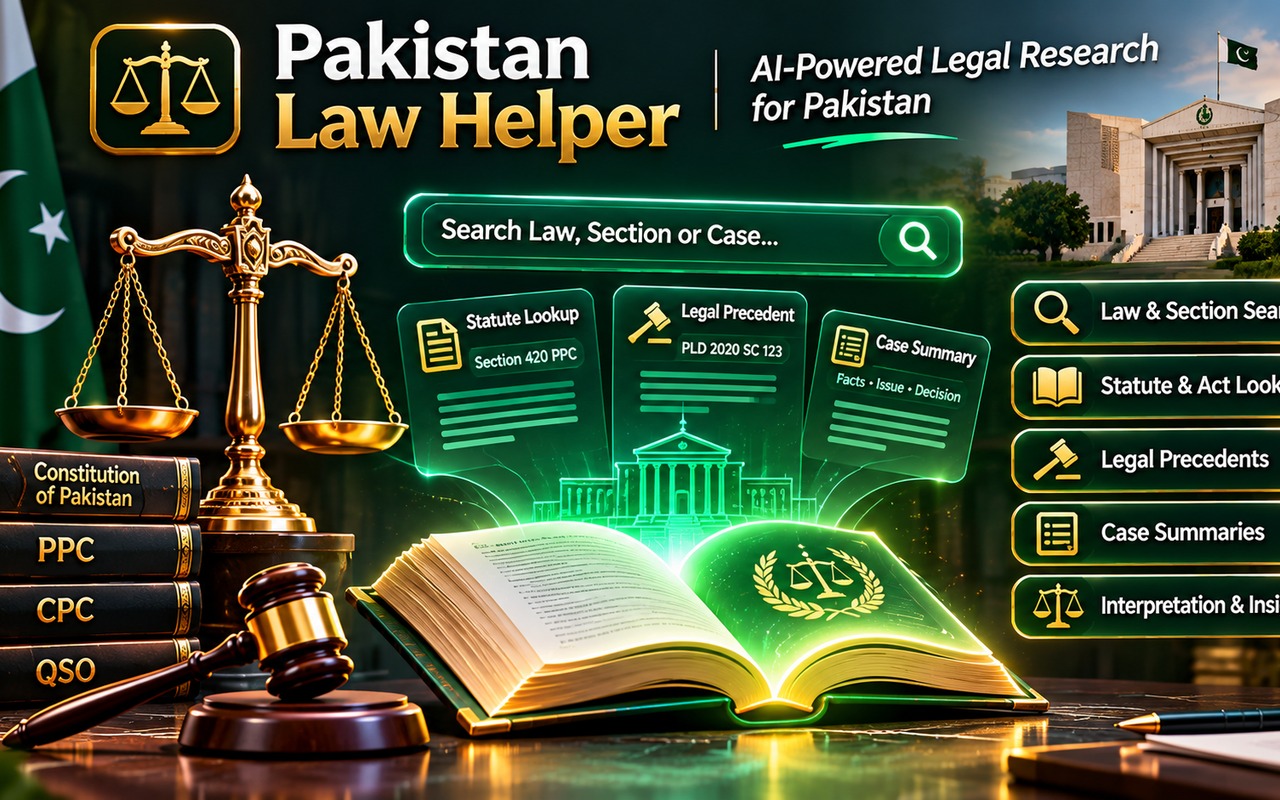 Pakistan
Law Helper
AI-Powered Legal Research
for Pakistan
Search Law, Section or Case...
Statute Lookup
Section 420 PPC
Legal Precedent
PLD 2020 SC 123
Case Summary
Facts • Issue • Decision
Law & Section Sear
Statute & Act Look
Legal Precedents
Case Summaries
Interpretation & Insi
Constitution
of Pakistan
PPC
CPC
QSO